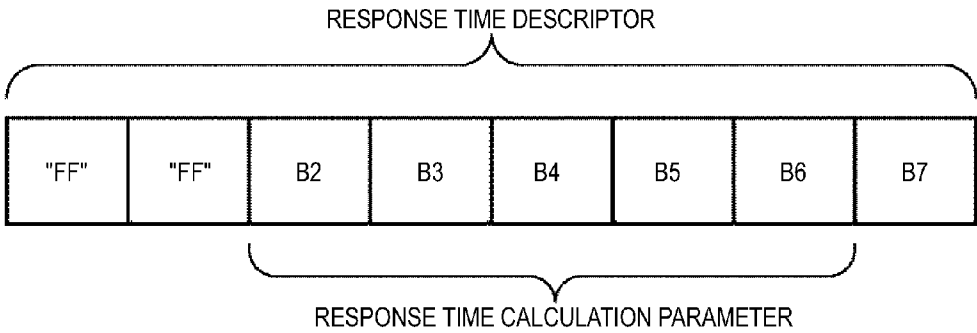 RESPONSE TIME DESCRIPTOR
"FF" "FF" B2 B3 B4 B5 B6 B7
RESPONSE TIME CALCULATION PARAMETER